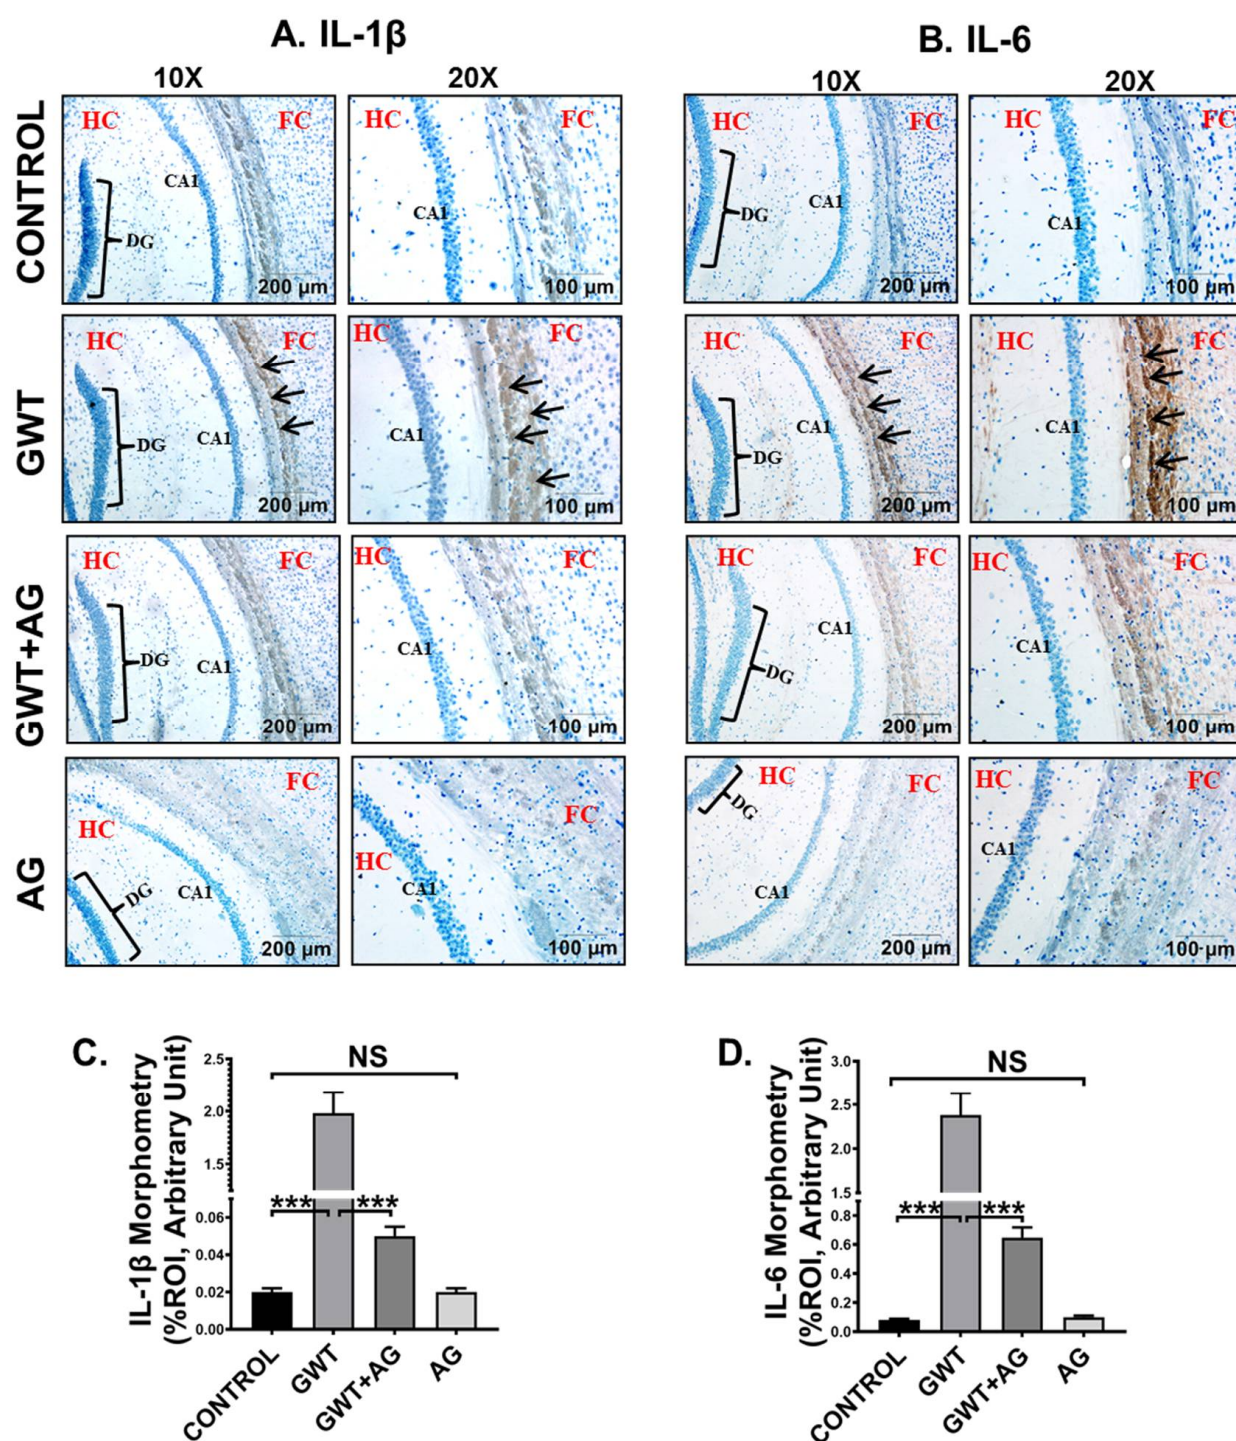 A. IL-1β
B. IL-6
10X
20X
10X
20X
CONTROL
HC
FC
CA1
DG
200 µm
HC
FC
CA1
100 µm
HC
FC
CA1
DG
200 µm
HC
FC
CA1
100 µm
GWT
HC
FC
CA1
DG
200 µm
HC
FC
CA1
100 µm
HC
FC
CA1
DG
200 µm
HC
FC
CA1
100 µm
GWT+AG
HC
FC
CA1
DG
200 µm
HC
FC
CA1
100 µm
HC
FC
CA1
DG
200 µm
HC
FC
CA1
100 µm
AG
HC
FC
CA1
DG
200 µm
HC
FC
CA1
100 µm
HC
FC
CA1
DG
200 µm
HC
FC
CA1
100 µm
C.
IL-1β Morphometry
(%ROI, Arbitrary Unit)
2.5
2.0
1.5
0.06
0.04
0.02
0.00
NS
***
***
CONTROL
GWT
GWT+AG
AG
D.
IL-6 Morphometry
(%ROI, Arbitrary Unit)
3.0
2.5
2.0
1.5
0.8
0.6
0.4
0.2
0.0
NS
***
***
CONTROL
GWT
GWT+AG
AG